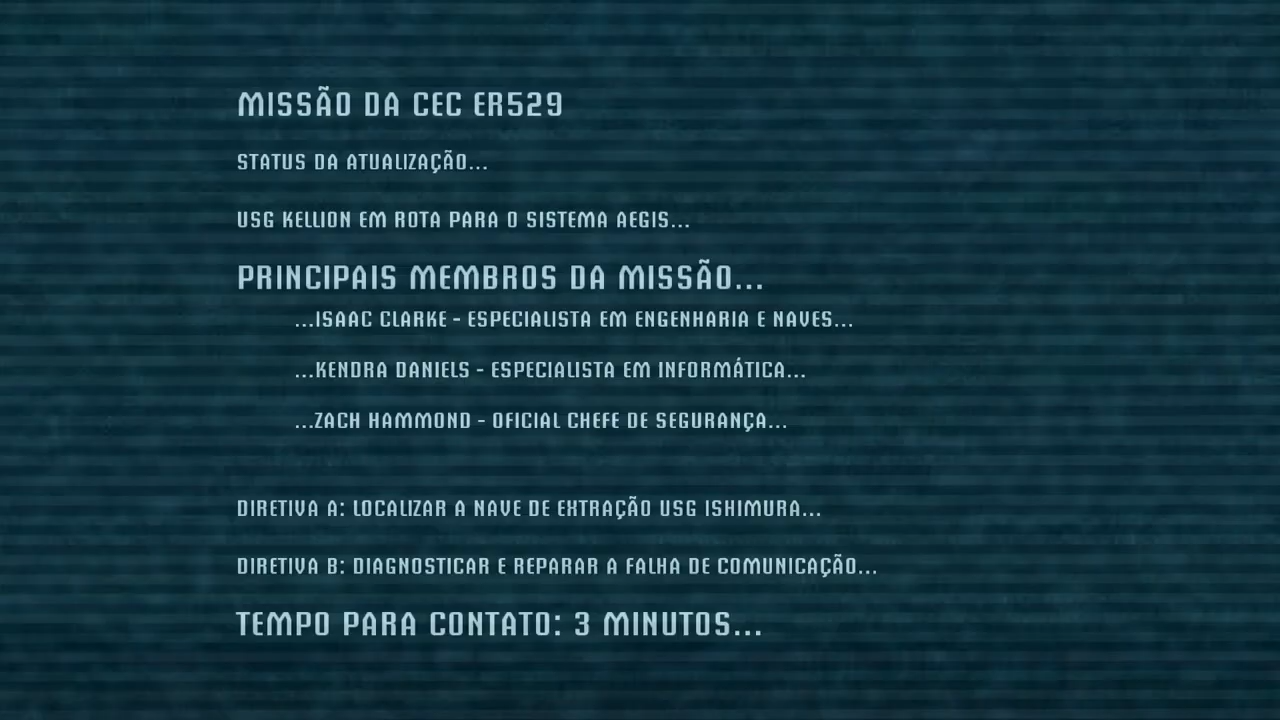 MISSÃO DA CEC ER529
STATUS DA ATUALIZAÇÃO...
USG KELLION EM ROTA PARA O SISTEMA AEGIS...
PRINCIPAIS MEMBROS DA MISSÃO...
...ISAAC CLARKE - ESPECIALISTA EM ENGENHARIA E NAVES...
...KENDRA DANIELS - ESPECIALISTA EM INFORMÁTICA...
...ZACH HAMMOND - OFICIAL CHEFE DE SEGURANÇA...
DIRETIVA A: LOCALIZAR A NAVE DE EXTRAÇÃO USG ISHIMURA...
DIRETIVA B: DIAGNOSTICAR E REPARAR A FALHA DE COMUNICAÇÃO...
TEMPO PARA CONTATO: 3 MINUTOS...